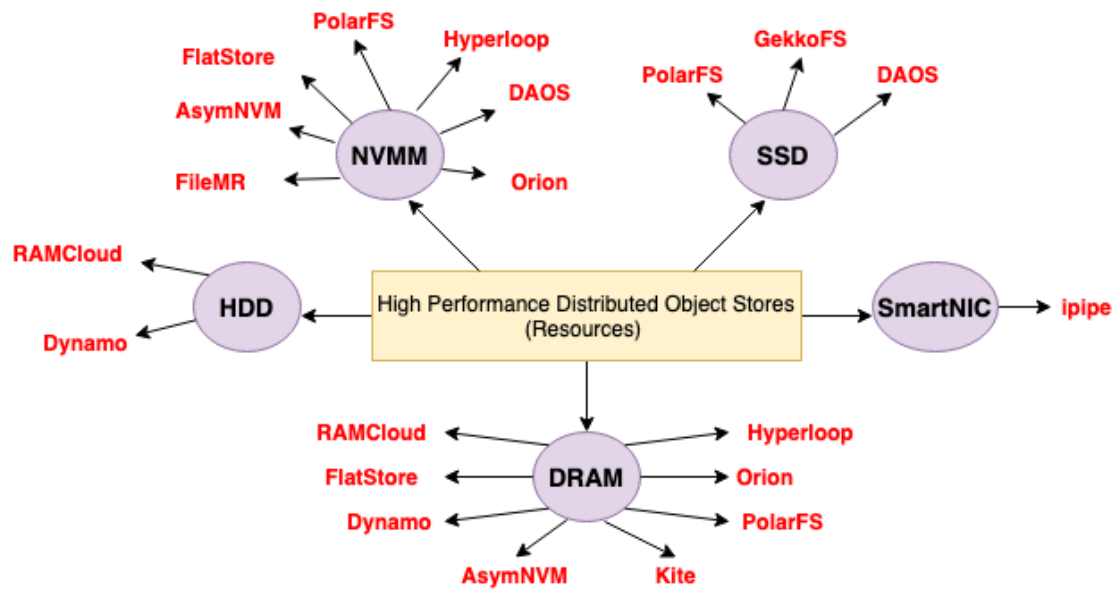 PolarFS
Hyperloop
FlatStore
DAOS
AsymNVM
NVMM
FileMR
Orion
GekkoFS
PolarFS
DAOS
SSD
RAMCloud
HDD
Dynamo
High Performance Distributed Object Stores
(Resources)
SmartNIC
ipipe
RAMCloud
Hyperloop
FlatStore
DRAM
Orion
Dynamo
PolarFS
AsymNVM
Kite